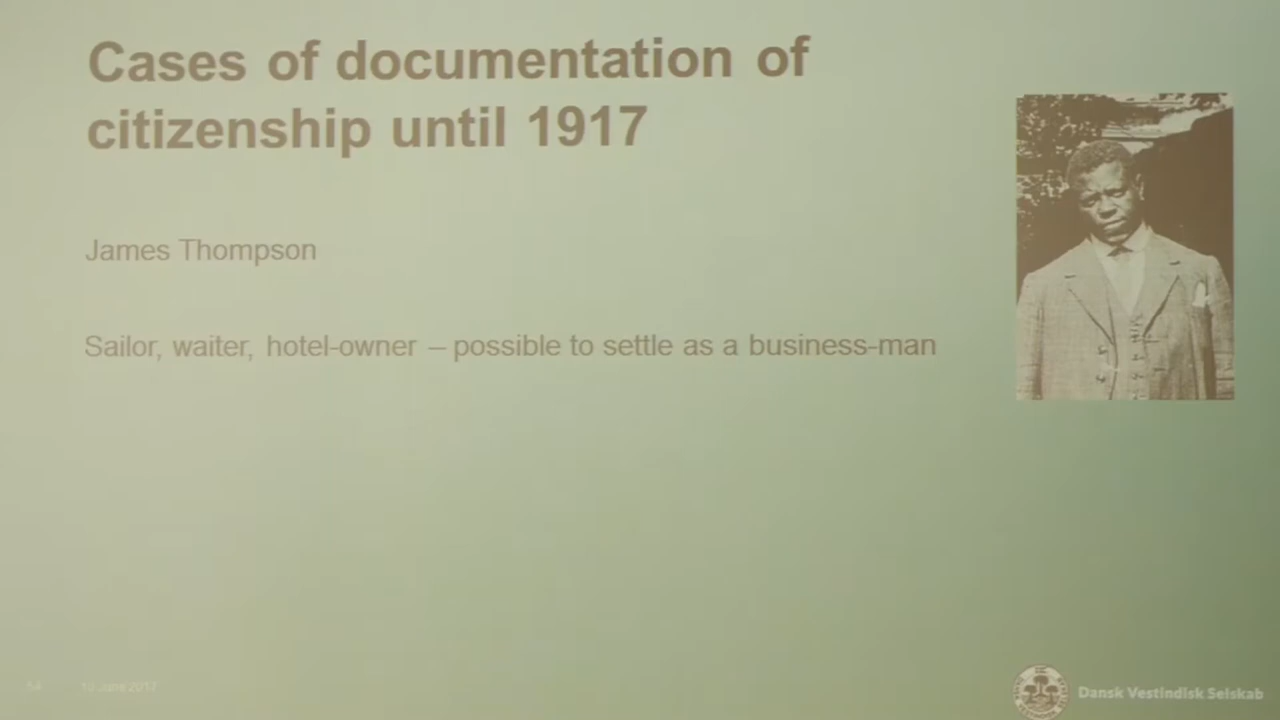 Cases of documentation of
citizenship until 1917
James Thompson
Sailor, waiter, hotel-owner – possible to settle as a business-man
June 2017
Dansk Vestindisk Selskab